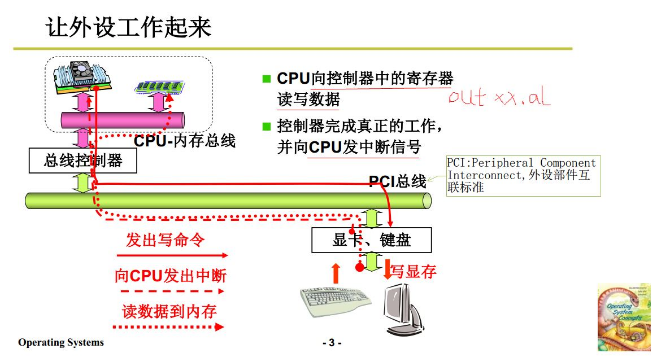 让外设工作起来
CPU向控制器中的寄存器
读写数据
out xx.al
控制器完成真正的工作，
并向CPU发中断信号
CPU-内存总线
总线控制器
PCI总线
PCI:Peripheral Component
Interconnect,外设部件互
联标准
显卡、键盘
写显存
发出写命令
向CPU发出中断
读数据到内存
Operating Systems
- 3 -
Operating
System
Concepts